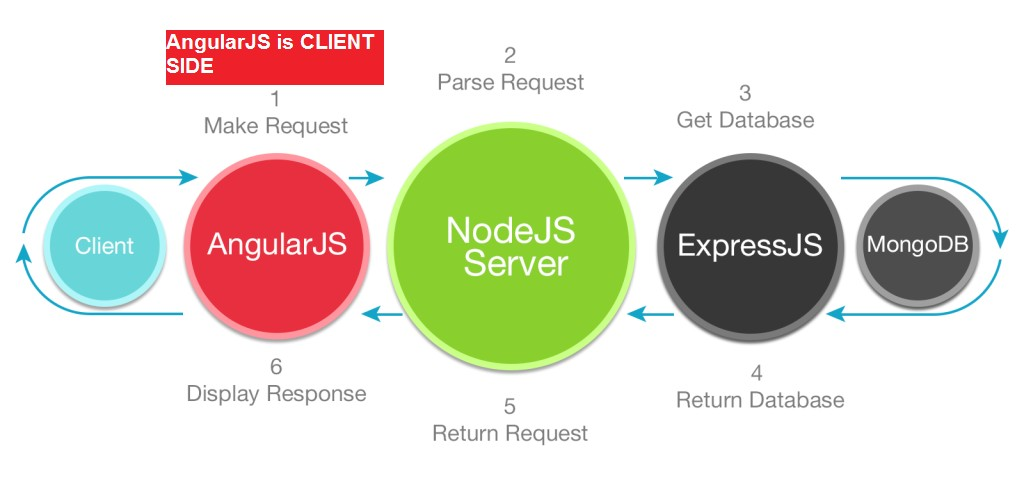 AngularJS is CLIENT
SIDE
1
Make Request
2
Parse Request
3
Get Database
Client
AngularJS
NodeJS
Server
ExpressJS
MongoDB
6
Display Response
5
Return Request
4
Return Database